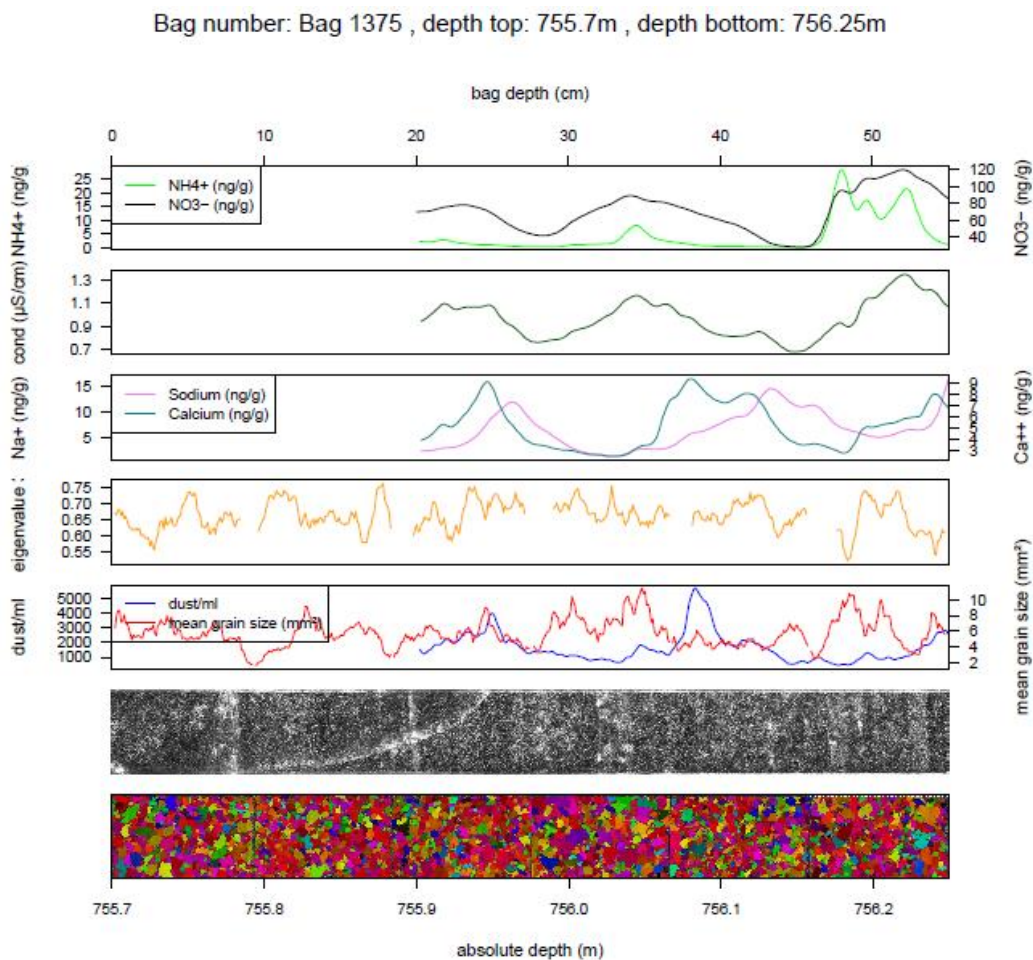 Bag number: Bag 1375 , depth top: 755.7m , depth bottom: 756.25m
bag depth (cm)
0 10 20 30 40 50
NH4+ (ng/g
25
20
15
10
5
0
NH4+ (ng/g)
NO3− (ng/g)
120
100
80
60
40
NO3− (ng/g)
cond (µS/cm)
1.3
1.1
0.9
0.7
Na+ (ng/g)
15
10
5
Sodium (ng/g)
Calcium (ng/g)
9
8
7
6
5
4
3
Ca++ (ng/g)
eigenvalue :
0.75
0.70
0.65
0.60
0.55
dust/ml
5000
4000
3000
2000
1000
dust/ml
mean grain size (mm²)
10
8
6
4
2
mean grain size (mm²)
755.7 755.8 755.9 756.0 756.1 756.2
absolute depth (m)